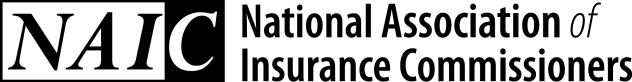 NAIC National Association of
Insurance Commissioners